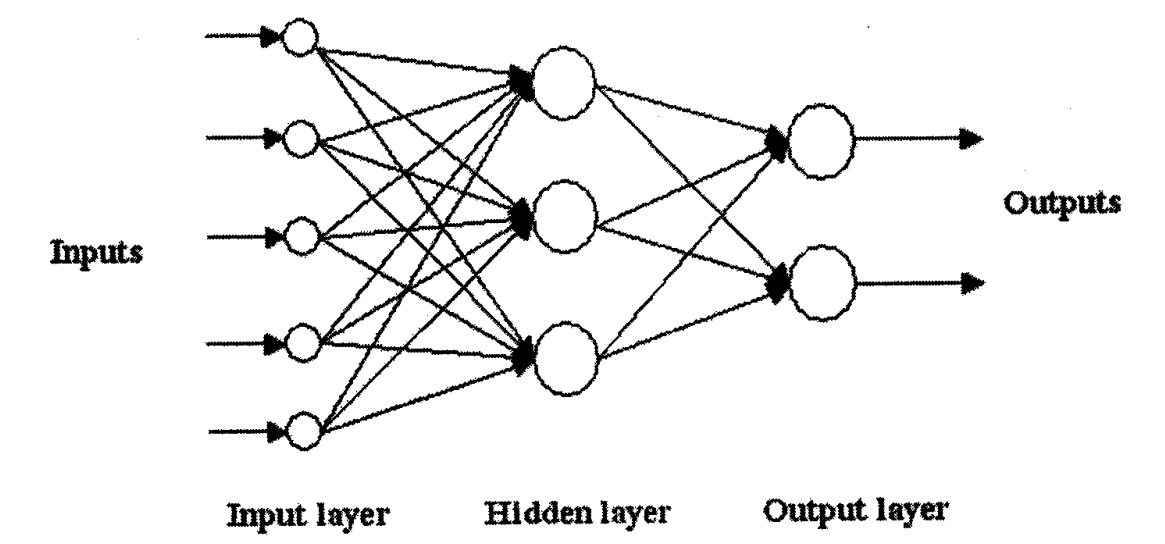 Inputs
Outputs
Input layer
Hidden layer
Output layer